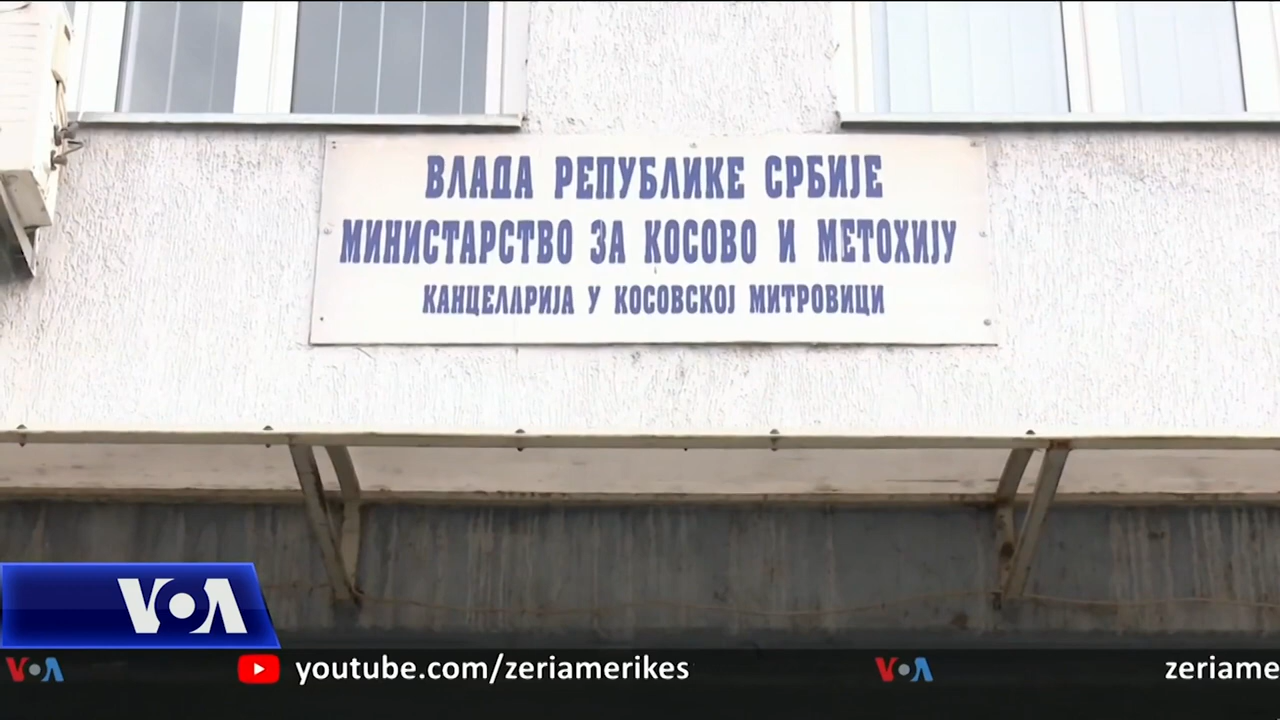 ВЛАДА РЕПУБЛИКЕ СРБИЈЕ
МИНИСТАРСТВО ЗА КОСОВО И МЕТОХИЈУ
КАНЦЕЛАРИЈА У КОСОВСКОЈ МИТРОВИЦИ
VOA
VOA youtube.com/zeriamerikes VOA zeriame